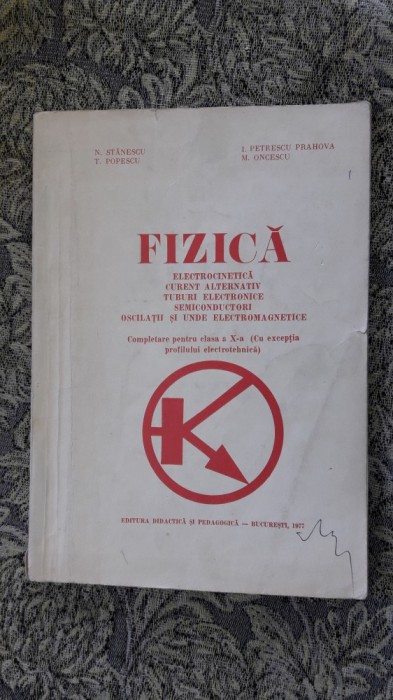 N. STĂNESCU
T. POPESCU
I. PETRESCU PRAHOVA
M. ONCESCU
FIZICĂ
ELECTROCINETICĂ
CURENT ALTERNATIV
TUBURI ELECTRONICE
SEMICONDUCTORI
OSCILAȚII ȘI UNDE ELECTROMAGNETICE
Completare pentru clasa a X-a (Cu excepția
profilului electrotehnică)
EDITURA DIDACTICĂ ȘI PEDAGOGICĂ — BUCUREȘTI, 1977